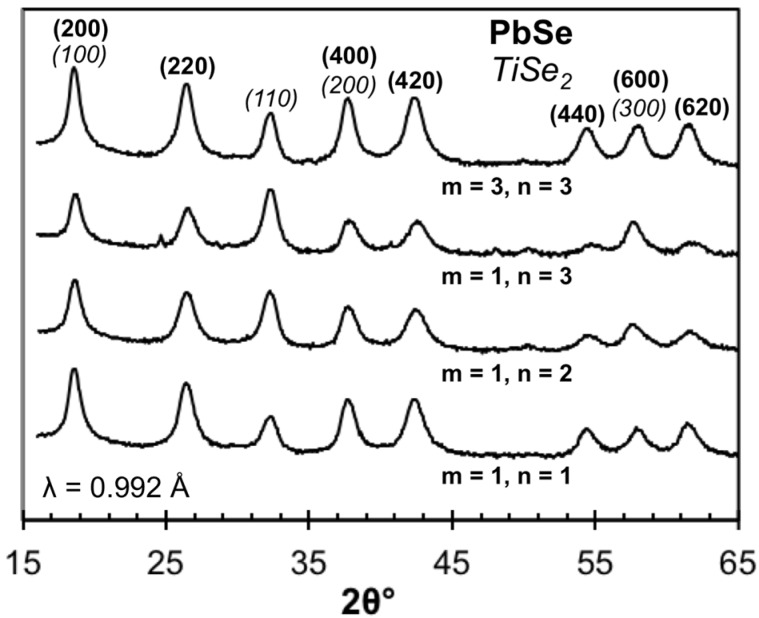 PbSe
TiSe2
(200)
(100)
(220)
(110)
(400)
(200)
(420)
(440)
(600)
(300)
(620)
m = 3, n = 3
m = 1, n = 3
m = 1, n = 2
m = 1, n = 1
λ = 0.992 Å
15 25 35 45 55 65
2θ°